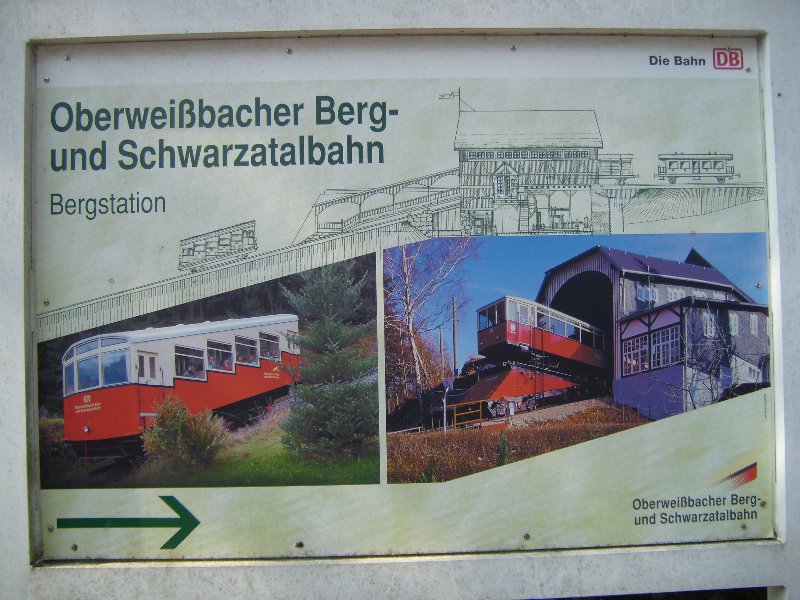 Die Bahn DB
Oberweißbacher Berg-
und Schwarzatalbahn
Bergstation
Oberweißbacher Berg-
und Schwarzatalbahn